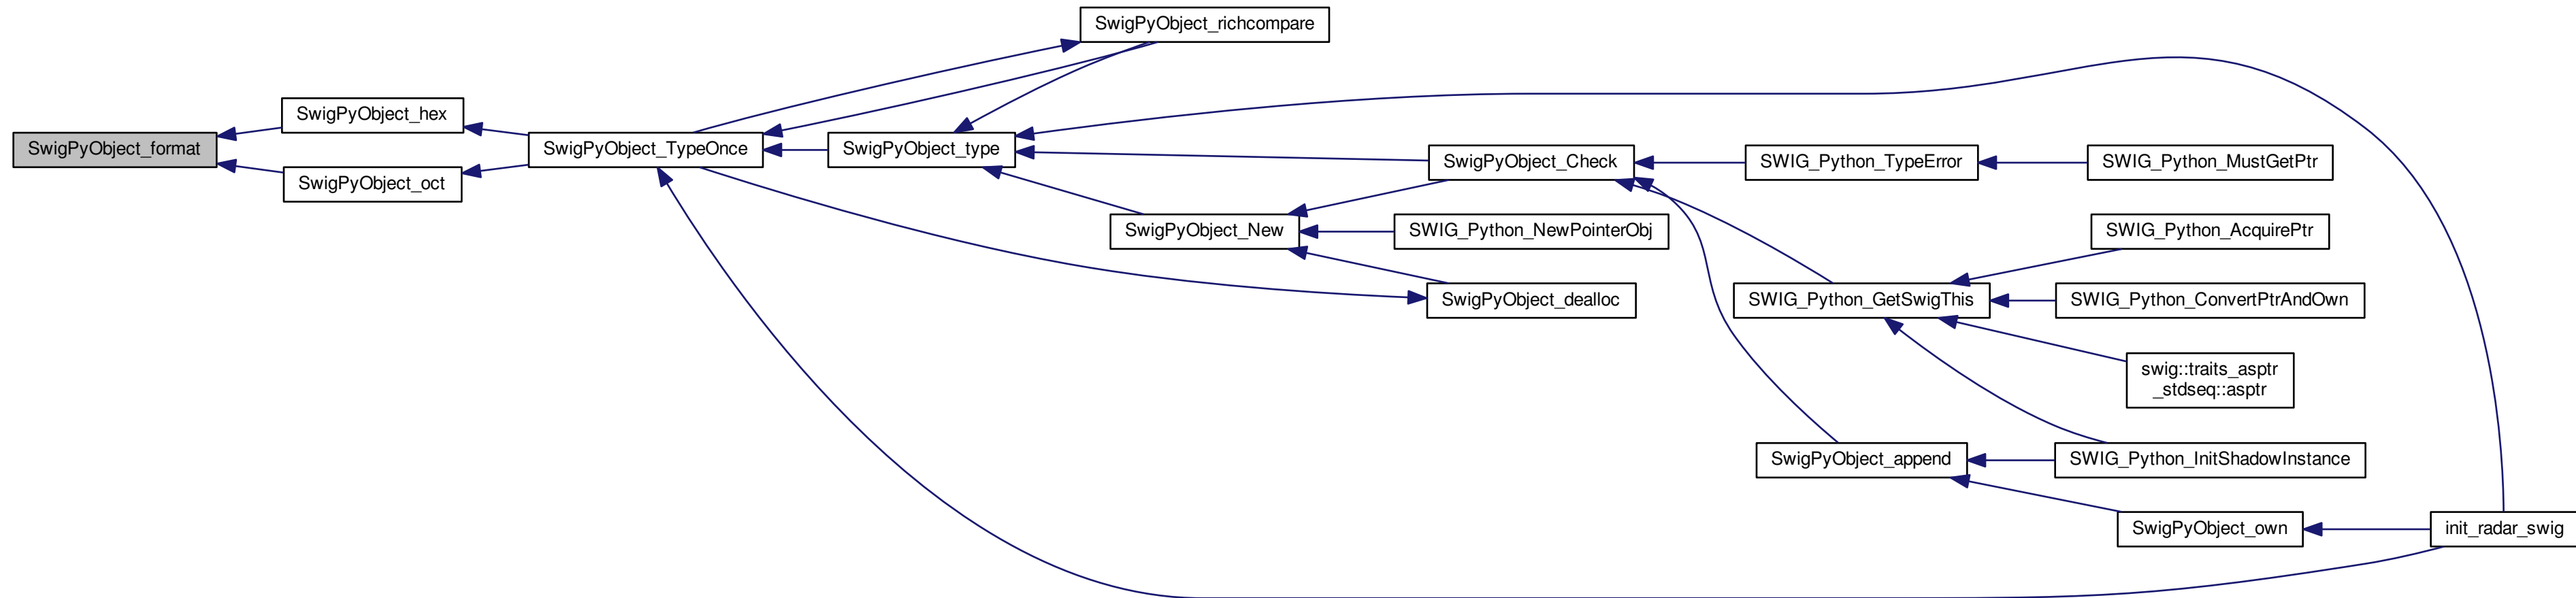 SwigPyObject_richcompare
SwigPyObject_hex
SwigPyObject_format
SwigPyObject_TypeOnce
SwigPyObject_type
SwigPyObject_Check
SWIG_Python_TypeError
SWIG_Python_MustGetPtr
SwigPyObject_oct
SwigPyObject_New
SWIG_Python_NewPointerObj
SWIG_Python_AcquirePtr
SwigPyObject_dealloc
SWIG_Python_GetSwigThis
SWIG_Python_ConvertPtrAndOwn
swig::traits_asptr
_stdseq::asptr
SwigPyObject_append
SWIG_Python_InitShadowInstance
SwigPyObject_own
init_radar_swig